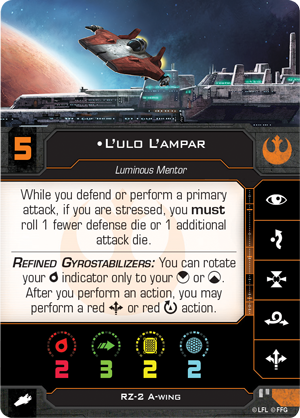 5
•L'ulo L'ampar
Luminous Mentor
While you defend or perform a primary
attack, if you are stressed, you must
roll 1 fewer defense die or 1 additional
attack die.
Refined Gyrostabilizers: You can rotate
your indicator only to your or .
After you perform an action, you may
perform a red or red action.
2 3 2 2
RZ-2 A-wing
© LFL © FFG